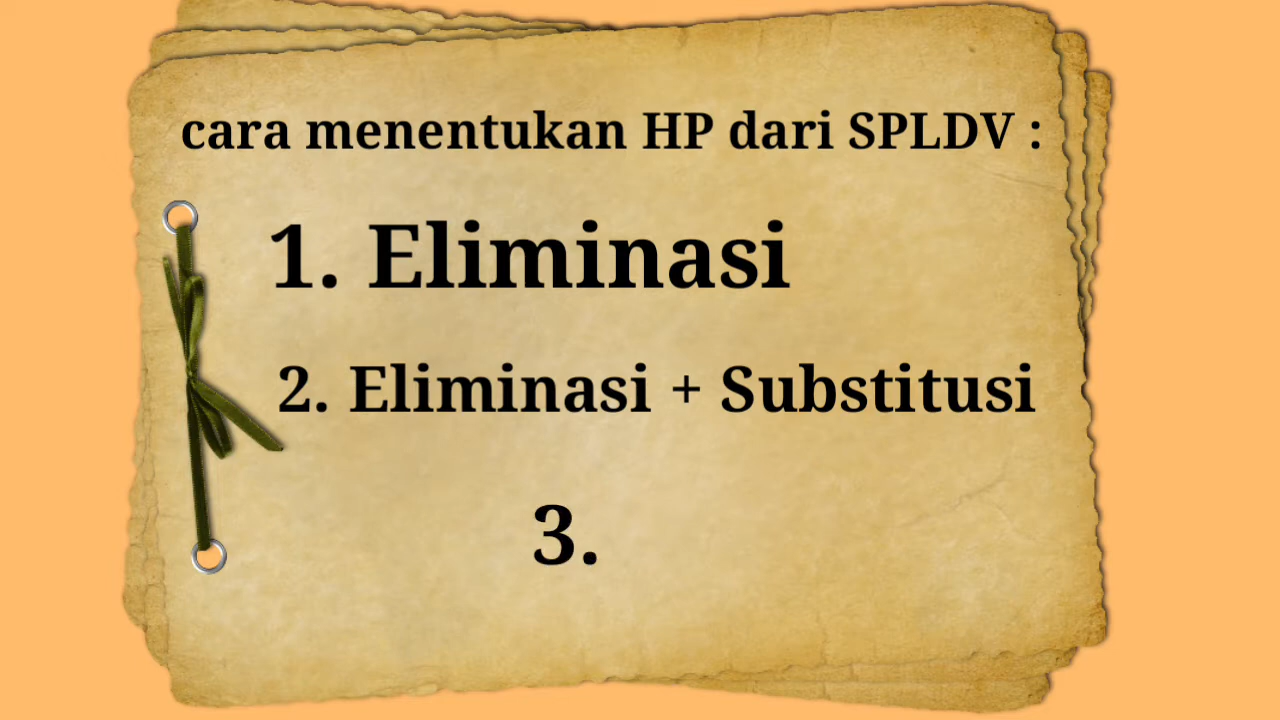 cara menentukan HP dari SPLDV :
1. Eliminasi
2. Eliminasi + Substitusi
3.